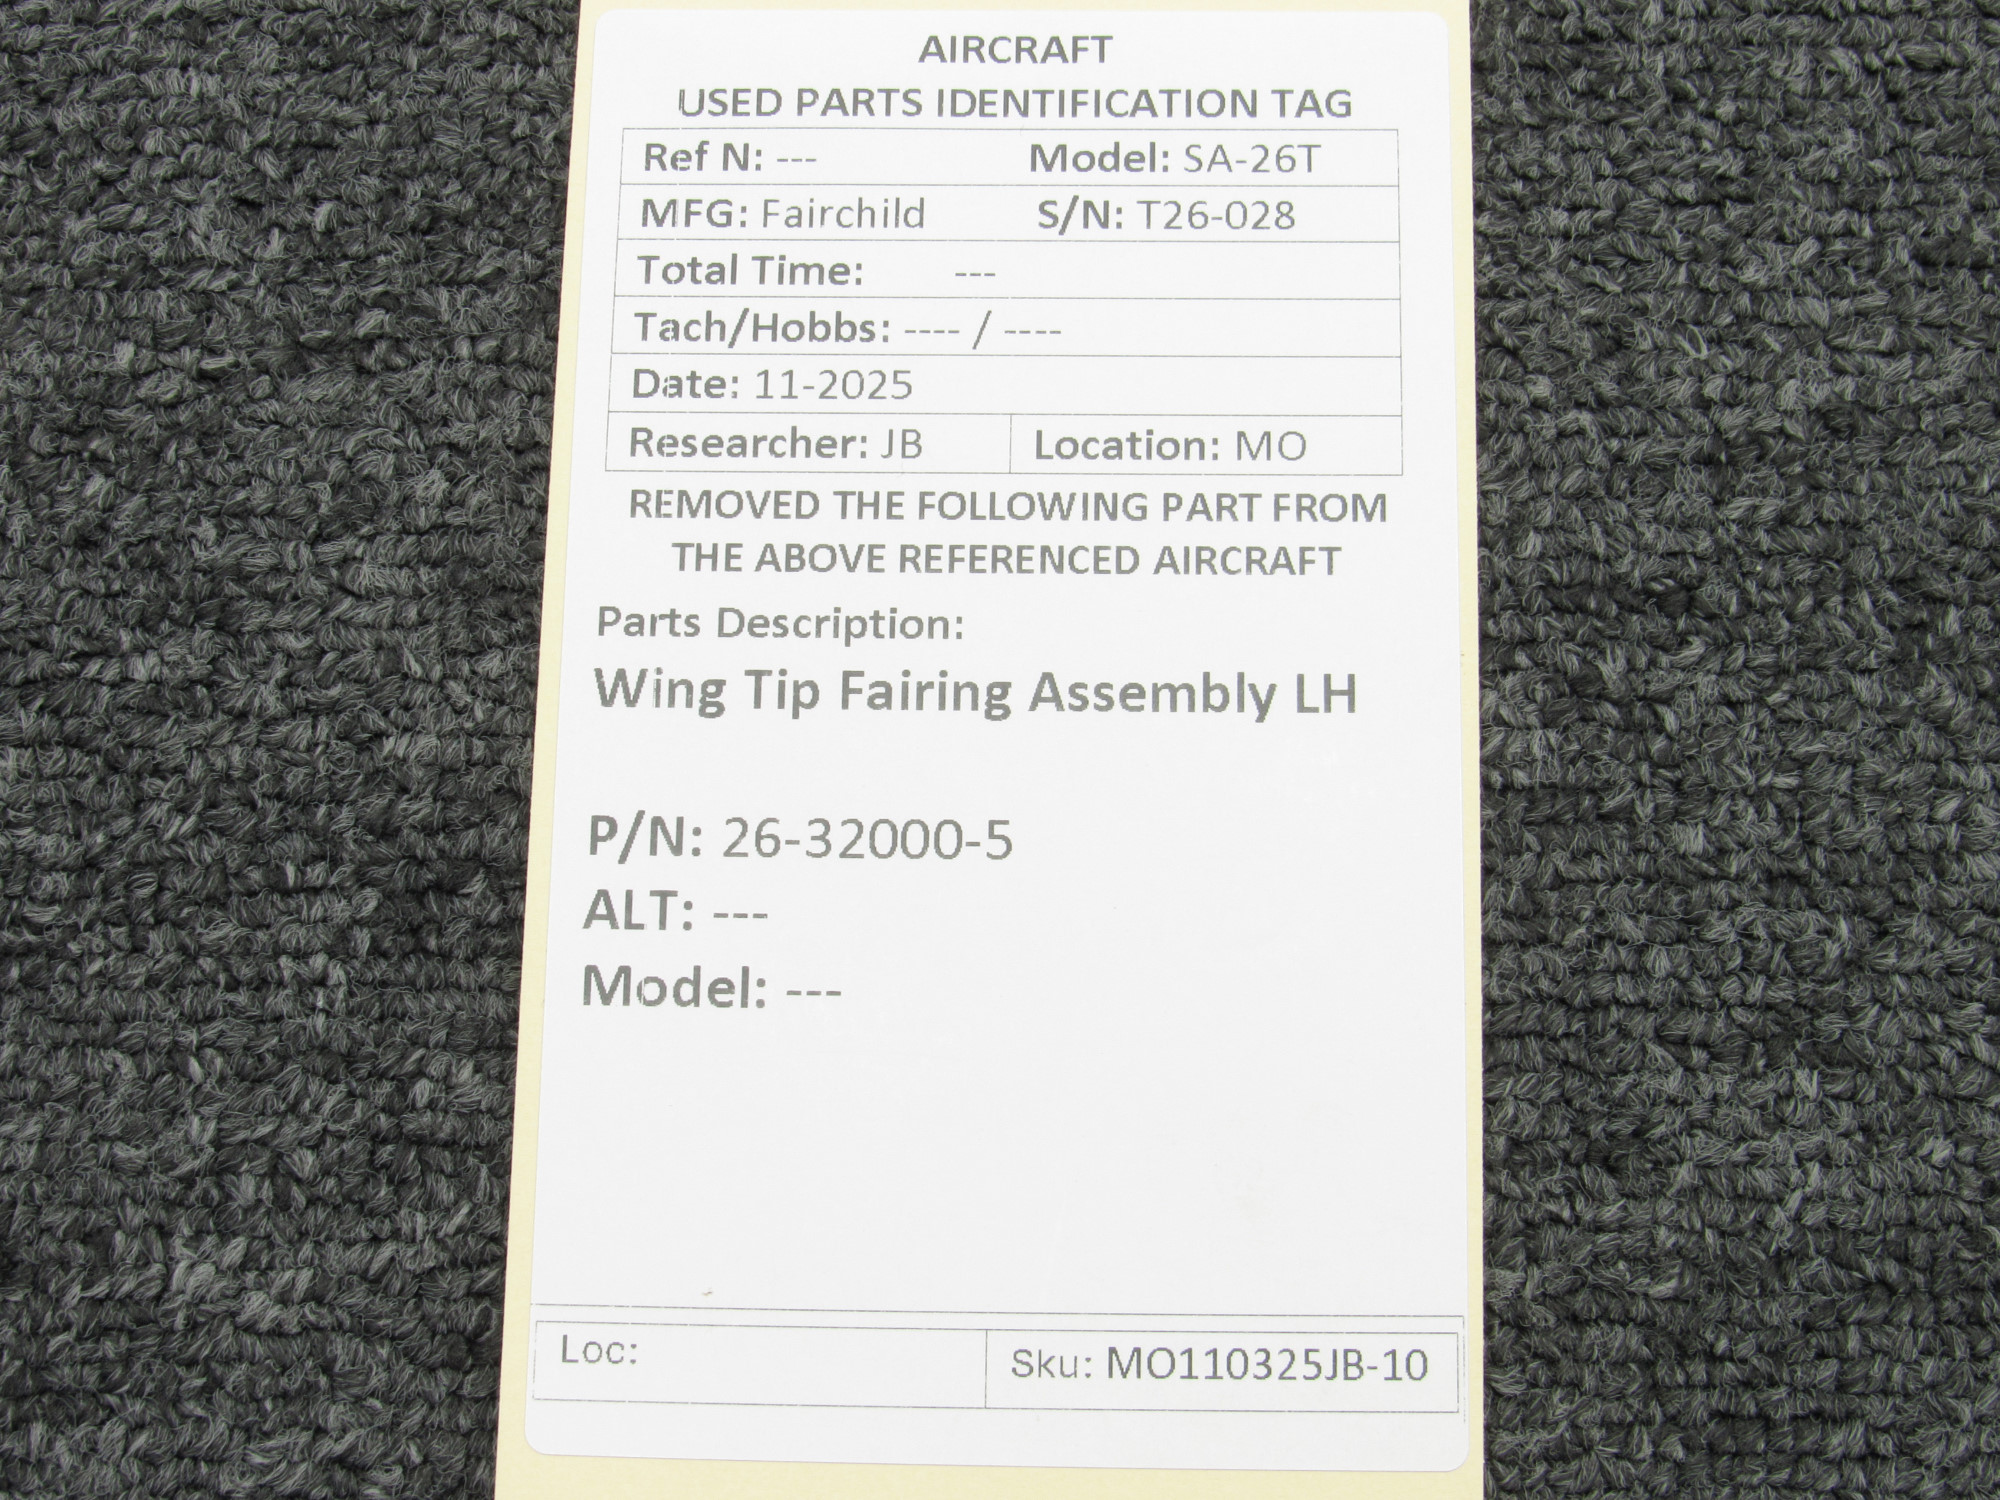 AIRCRAFT
USED PARTS IDENTIFICATION TAG
Ref N: --- Model: SA-26T
MFG: Fairchild S/N: T26-028
Total Time: ---
Tach/Hobbs: ---- / ----
Date: 11-2025
Researcher: JB Location: MO
REMOVED THE FOLLOWING PART FROM
THE ABOVE REFERENCED AIRCRAFT
Parts Description:
Wing Tip Fairing Assembly LH
P/N: 26-32000-5
ALT: ---
Model: ---
Loc: Sku: MO110325JB-10